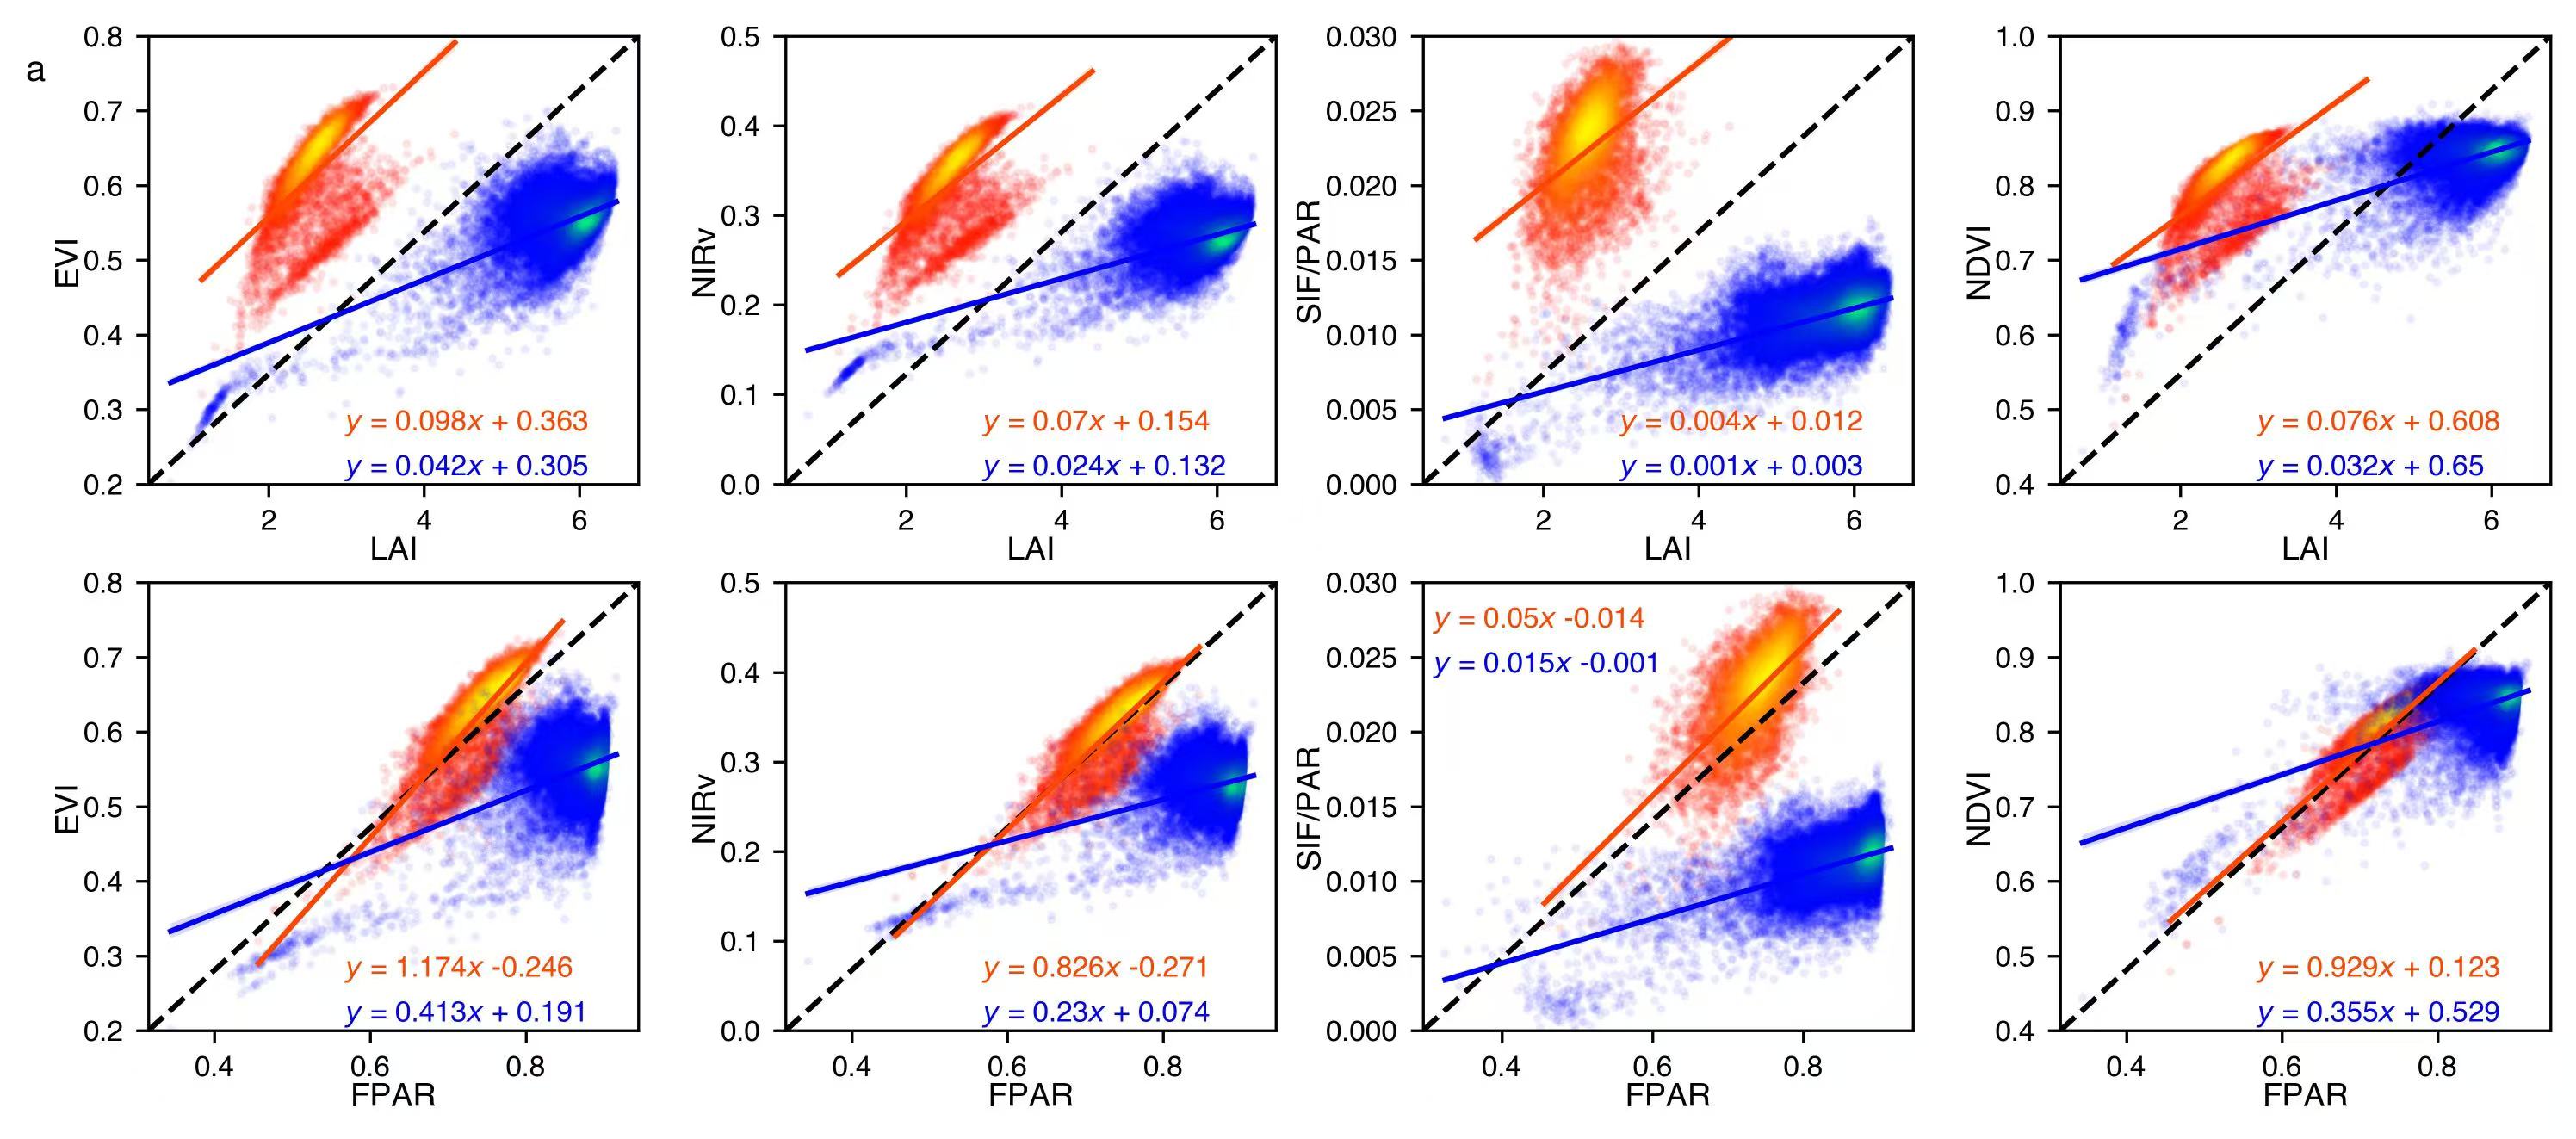 a
0.8
0.7
0.6
0.5
0.4
0.3
0.2
EVI
y = 0.098x + 0.363
y = 0.042x + 0.305
2 4 6
LAI
0.5
0.4
0.3
0.2
0.1
0.0
NIRv
y = 0.07x + 0.154
y = 0.024x + 0.132
2 4 6
LAI
0.030
0.025
0.020
0.015
0.010
0.005
0.000
SIF/PAR
y = 0.004x + 0.012
y = 0.001x + 0.003
2 4 6
LAI
1.0
0.9
0.8
0.7
0.6
0.5
0.4
NDVI
y = 0.076x + 0.608
y = 0.032x + 0.65
2 4 6
LAI
0.8
0.7
0.6
0.5
0.4
0.3
0.2
EVI
y = 1.174x -0.246
y = 0.413x + 0.191
0.4 0.6 0.8
FPAR
0.5
0.4
0.3
0.2
0.1
0.0
NIRv
y = 0.826x -0.271
y = 0.23x + 0.074
0.4 0.6 0.8
FPAR
0.030
0.025
0.020
0.015
0.010
0.005
0.000
SIF/PAR
y = 0.05x -0.014
y = 0.015x -0.001
0.4 0.6 0.8
FPAR
1.0
0.9
0.8
0.7
0.6
0.5
0.4
NDVI
y = 0.929x + 0.123
y = 0.355x + 0.529
0.4 0.6 0.8
FPAR